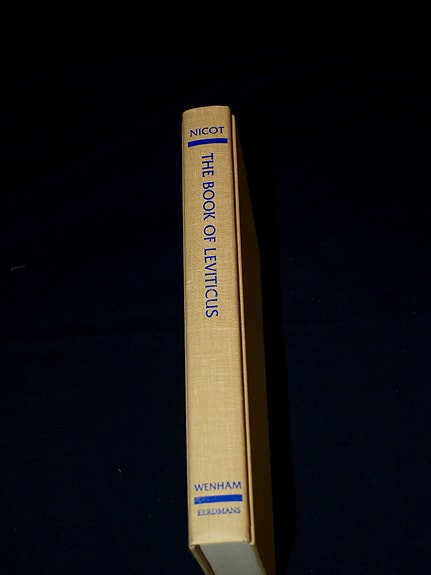 NICOT
THE BOOK OF LEVITICUS
WENHAM
EERDMANS